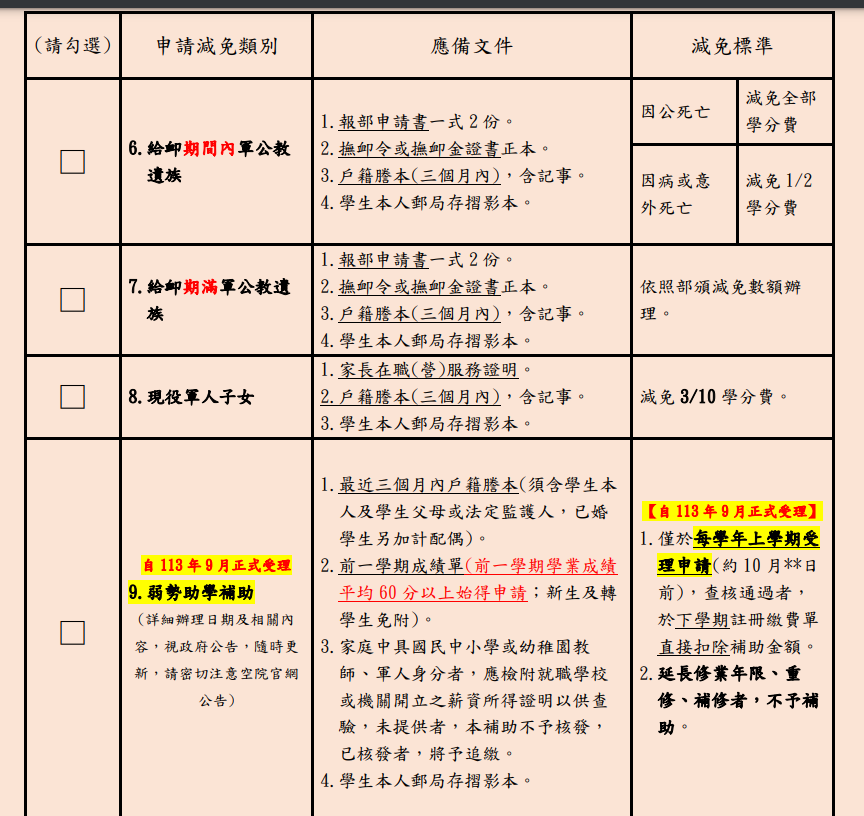 (請勾選)
申請減免類別
應備文件
減免標準
6.給卹期間內軍公教
遺族
1.報部申請書一式2份。
2.撫卹令或撫卹金證書正本。
3.戶籍謄本(三個月內),含記事。
4.學生本人郵局存摺影本。
因公死亡
減免全部
學分費
因病或意
外死亡
減免1/2
學分費
7.給卹期滿軍公教遺
族
1.報部申請書一式2份。
2.撫卹令或撫卹金證書正本。
3.戶籍謄本(三個月內),含記事。
4.學生本人郵局存摺影本。
依照部頒減免數額辦
理。
8.現役軍人子女
1.家長在職(營)服務證明。
2.戶籍謄本(三個月內),含記事。
3.學生本人郵局存摺影本。
減免3/10學分費。
自113年9月正式受理
9.弱勢助學補助
(詳細辦理日期及相關內
容,視政府公告,隨時更
新,請密切注意空院官網
公告)
1.最近三個月內戶籍謄本(須含學生本
人及學生父母或法定監護人,已婚
學生另加計配偶)。
2.前一學期成績單(前一學期學業成績
平均60分以上始得申請;新生及轉
學生免附)。
3.家庭中具國民中小學或幼稚園教
師、軍人身分者,應檢附就職學校
或機關開立之薪資所得證明以供查
驗,未提供者,本補助不予核發,
已核發者,將予追繳。
4.學生本人郵局存摺影本。
【自113年9月正式受理】
1.僅於每學年上學期受
理申請(約10月**日
前),查核通過者,
於下學期註冊繳費單
直接扣除補助金額。
2.延長修業年限、重
修、補修者,不予補
助。